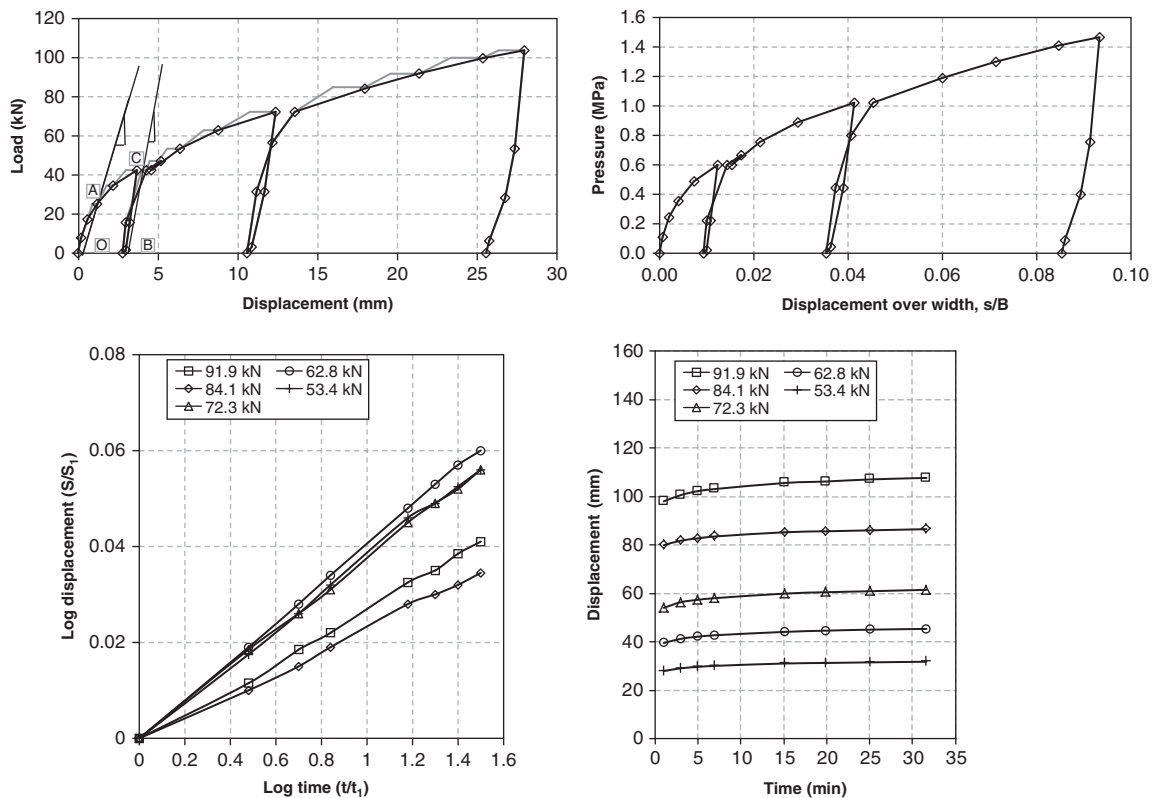 120
100
80
60
40
20
0
Load (kN)
A
C
O
B
0 5 10 15 20 25 30
Displacement (mm)
1.6
1.4
1.2
1.0
0.8
0.6
0.4
0.2
0.0
Pressure (MPa)
0.00 0.02 0.04 0.06 0.08 0.10
Displacement over width, s/B
0.08
0.06
0.04
0.02
0
Log displacement (S/S1)
91.9 kN 62.8 kN
84.1 kN 53.4 kN
72.3 kN
0 0.2 0.4 0.6 0.8 1 1.2 1.4 1.6
Log time (t/t1)
160
140
120
100
80
60
40
20
0
Displacement (mm)
91.9 kN 62.8 kN
84.1 kN 53.4 kN
72.3 kN
0 5 10 15 20 25 30 35
Time (min)